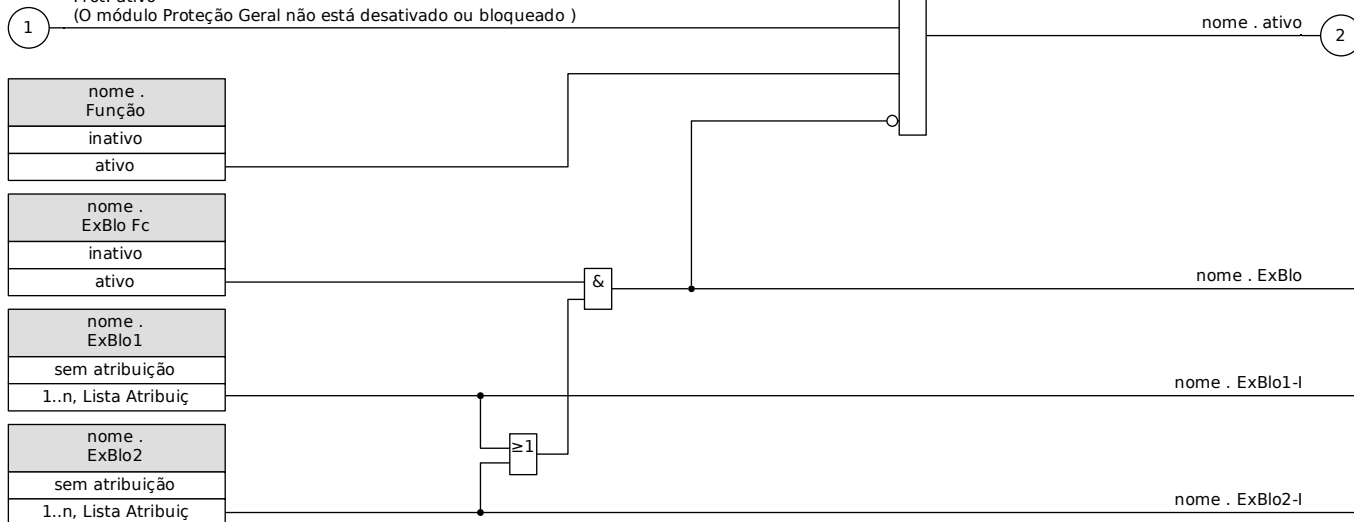 (O módulo Proteção Geral não está desativado ou bloqueado )
1
nome . ativo
2
nome .
Função
inativo
ativo
nome .
ExBlo Fc
inativo
ativo
&
nome . ExBlo
nome .
ExBlo1
sem atribuição
1..n, Lista Atribuiç
nome . ExBlo1-I
≥1
nome .
ExBlo2
sem atribuição
1..n, Lista Atribuiç
nome . ExBlo2-I